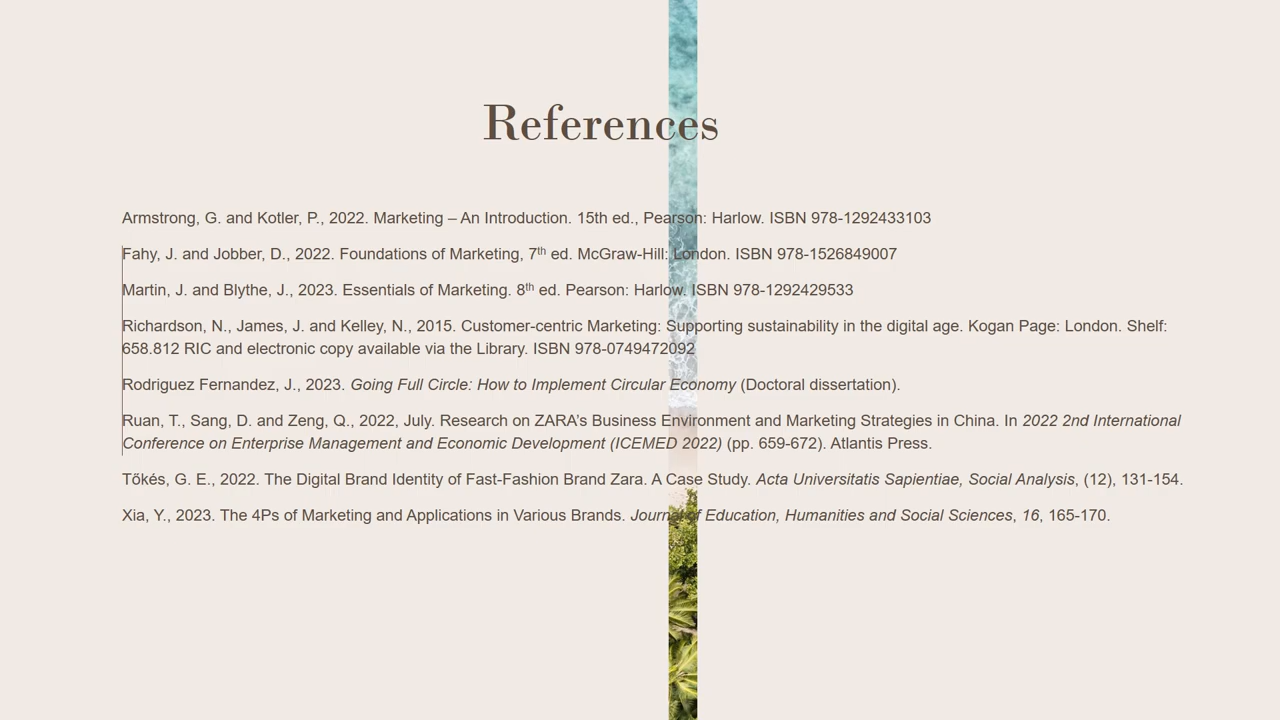 References
Armstrong, G. and Kotler, P., 2022. Marketing – An Introduction. 15th ed., Pearson: Harlow. ISBN 978-1292433103
Fahy, J. and Jobber, D., 2022. Foundations of Marketing, 7th ed. McGraw-Hill: London. ISBN 978-1526849007
Martin, J. and Blythe, J., 2023. Essentials of Marketing. 8th ed. Pearson: Harlow. ISBN 978-1292429533
Richardson, N., James, J. and Kelley, N., 2015. Customer-centric Marketing: Supporting sustainability in the digital age. Kogan Page: London. Shelf:
658.812 RIC and electronic copy available via the Library. ISBN 978-0749472092
Rodriguez Fernandez, J., 2023. Going Full Circle: How to Implement Circular Economy (Doctoral dissertation).
Ruan, T., Sang, D. and Zeng, Q., 2022, July. Research on ZARA’s Business Environment and Marketing Strategies in China. In 2022 2nd International
Conference on Enterprise Management and Economic Development (ICEMED 2022) (pp. 659-672). Atlantis Press.
Tőkés, G. E., 2022. The Digital Brand Identity of Fast-Fashion Brand Zara. A Case Study. Acta Universitatis Sapientiae, Social Analysis, (12), 131-154.
Xia, Y., 2023. The 4Ps of Marketing and Applications in Various Brands. Journal of Education, Humanities and Social Sciences, 16, 165-170.